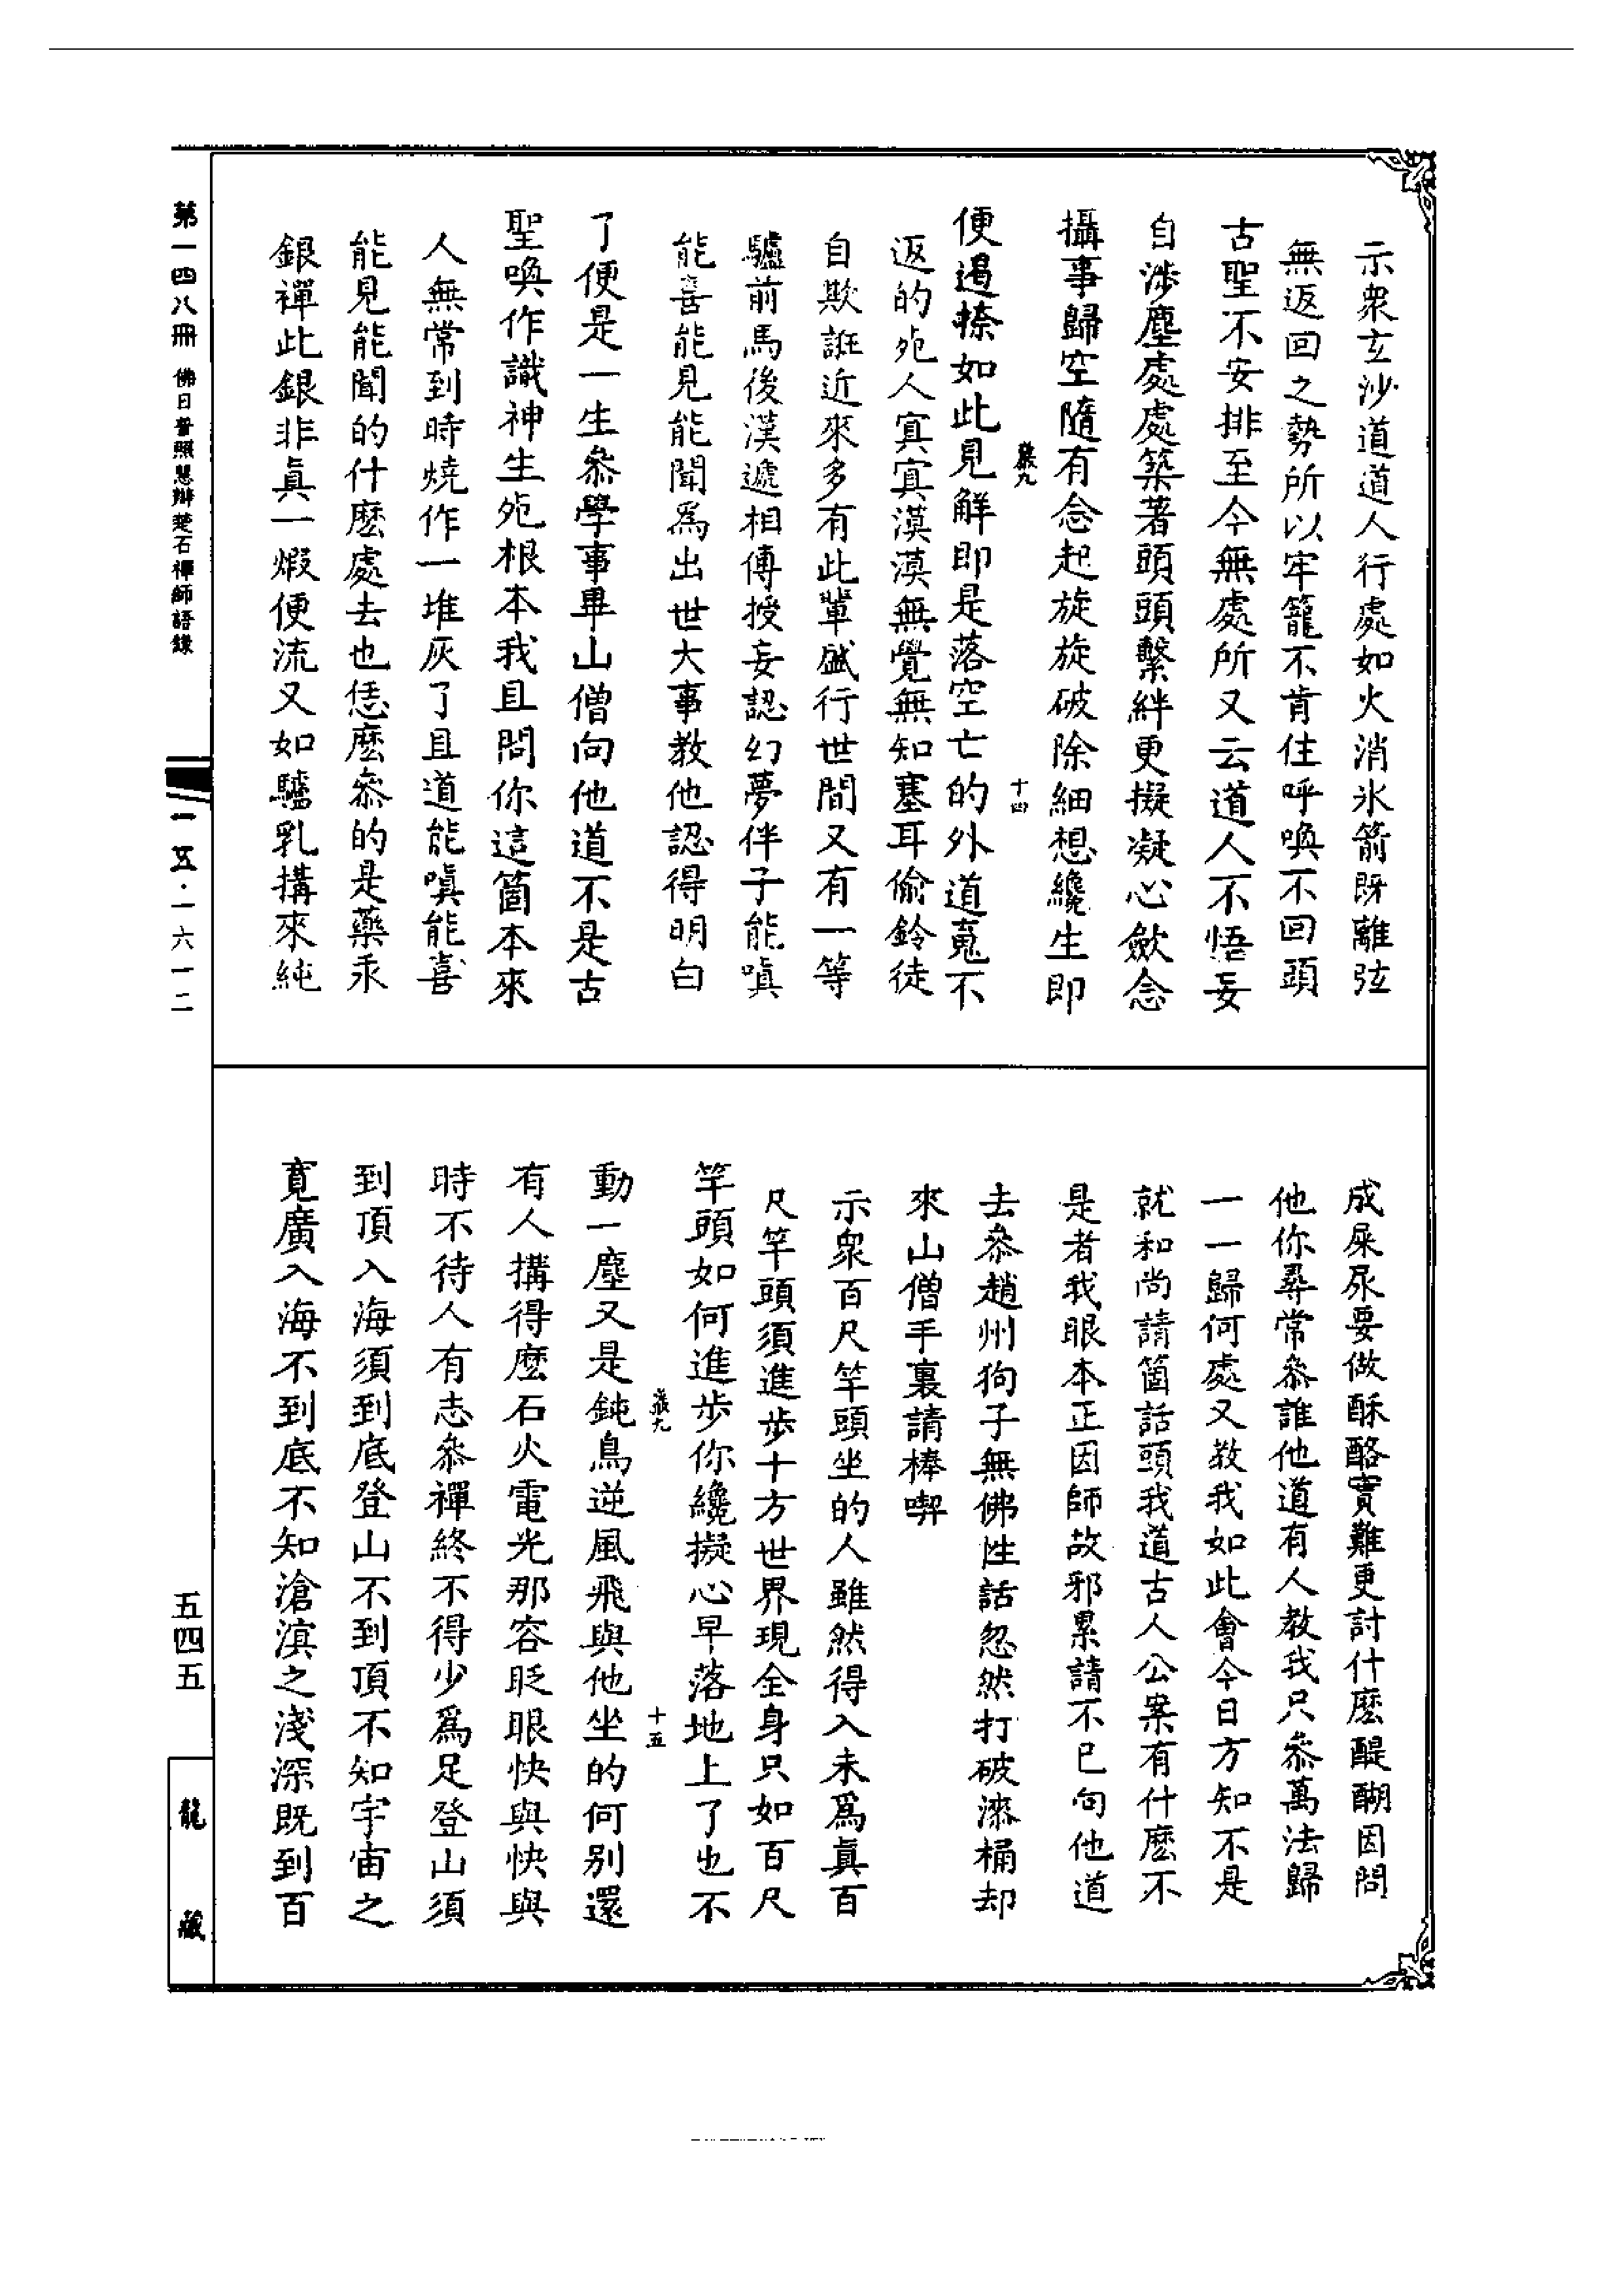 示衆玄沙道道人行處如火消氷箭既離弦
無返回之勢所以牢籠不肯住呼喚不回頭
古聖不安排至今無處所又云道人不悟妄
自涉塵處處築著頭頭繫絆更擬凝心歛念
攝事歸空隨有念起旋旋破除細想纔生即
巖九
十四
便遏捺如此見解即是落空亡的外道䰟不
返的死人冥冥漠漠無覺無知塞耳偷鈴徒
自欺誑近來多有此輩盛行世間又有一等
驢前馬後漢遞相傳授妄認幻夢伴子能嗔
能喜能見能聞爲出世大事教他認得明白
了便是一生叅學事畢山僧向他道不是古
聖喚作識神生死根本我且問你這箇本來
人無常到時燒作一堆灰了且道能嗔能喜
能見能聞的什麽處去也恁麽叅的是藥汞
銀禪此銀非真一煆便流又如驢乳搆來純
成屎尿要做酥酪實難更討什麽醍醐因問
他你尋常叅誰他道有人教我只叅萬法歸
一一歸何處又教我如此會今日方知不是
就和尚請箇話頭我道古人公案有什麽不
是者我眼本正因師故邪累請不已向他道
去叅趙州狗子無佛性話忽然打破漆桶却
來山僧手裏請棒喫
示衆百尺竿頭坐的人雖然得入未爲真百
尺竿頭須進步十方世界現全身只如百尺
竿頭如何進步你纔擬心早落地上了也不
巖九
十五
動一塵又是鈍鳥逆風飛與他坐的何別還
有人搆得麽石火電光那容眨眼快與快與
時不待人有志叅禪終不得少爲足登山須
到頂入海須到底登山不到頂不知宇宙之
寬廣入海不到底不知滄溟之淺深既到百
第一四八冊 佛日普照慧辯楚石禪師語錄
一五·一六一二
五四五
龍藏